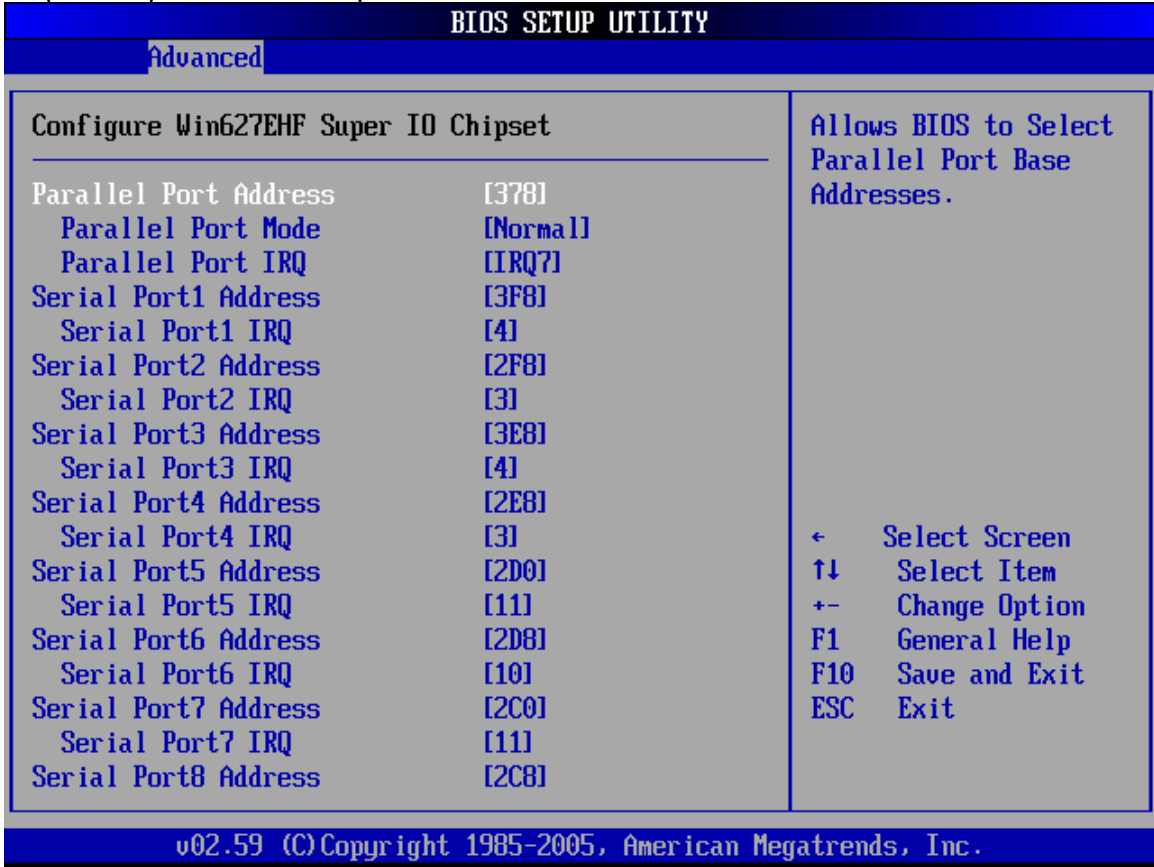 BIOS SETUP UTILITY
Advanced
Configure Win627EHF Super IO Chipset
Parallel Port Address [378]
Parallel Port Mode [Normal]
Parallel Port IRQ [IRQ7]
Serial Port1 Address [3F8]
Serial Port1 IRQ [4]
Serial Port2 Address [2F8]
Serial Port2 IRQ [3]
Serial Port3 Address [3E8]
Serial Port3 IRQ [4]
Serial Port4 Address [2E8]
Serial Port4 IRQ [3]
Serial Port5 Address [2D0]
Serial Port5 IRQ [11]
Serial Port6 Address [2D8]
Serial Port6 IRQ [10]
Serial Port7 Address [2C0]
Serial Port7 IRQ [11]
Serial Port8 Address [2C8]
Allows BIOS to Select
Parallel Port Base
Addresses.
← Select Screen
↑↓ Select Item
+- Change Option
F1 General Help
F10 Save and Exit
ESC Exit
v02.59 (C)Copyright 1985-2005, American Megatrends, Inc.